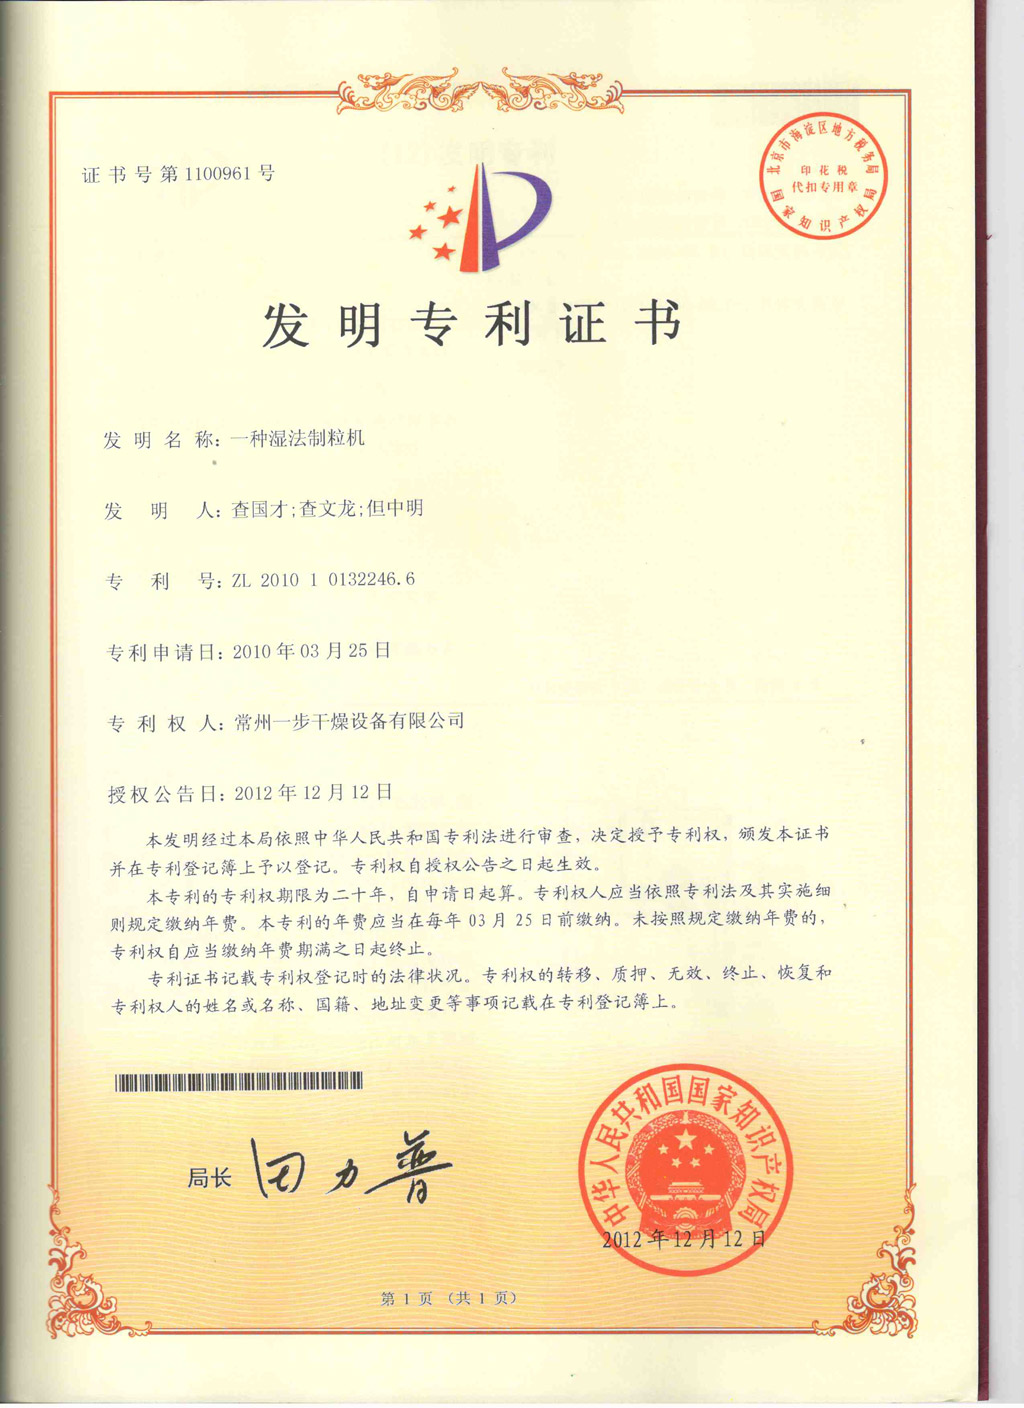 证书号第1100961号
北京市海淀区地方税务局
印花税
代扣专用章
国家知识产权局
发明专利证书
发 明 名 称：一种湿法制粒机
发 明 人：查国才;查文龙;但中明
专 利 号：ZL 2010 1 0132246.6
专利申请日：2010年03月25日
专 利 权 人：常州一步干燥设备有限公司
授权公告日：2012年12月12日
本发明经过本局依照中华人民共和国专利法进行审查，决定授予专利权，颁发本证书
并在专利登记簿上予以登记。专利权自授权公告之日起生效。
本专利的专利权期限为二十年，自申请日起算。专利权人应当依照专利法及其实施细
则规定缴纳年费。本专利的年费应当在每年03月25日前缴纳。未按照规定缴纳年费的，
专利权自应当缴纳年费期满之日起终止。
专利证书记载专利权登记时的法律状况。专利权的转移、质押、无效、终止、恢复和
专利权人的姓名或名称、国籍、地址变更等事项记载在专利登记簿上。
局长 田力普
中华人民共和国国家知识产权局
2012年12月12日
第1页（共1页）